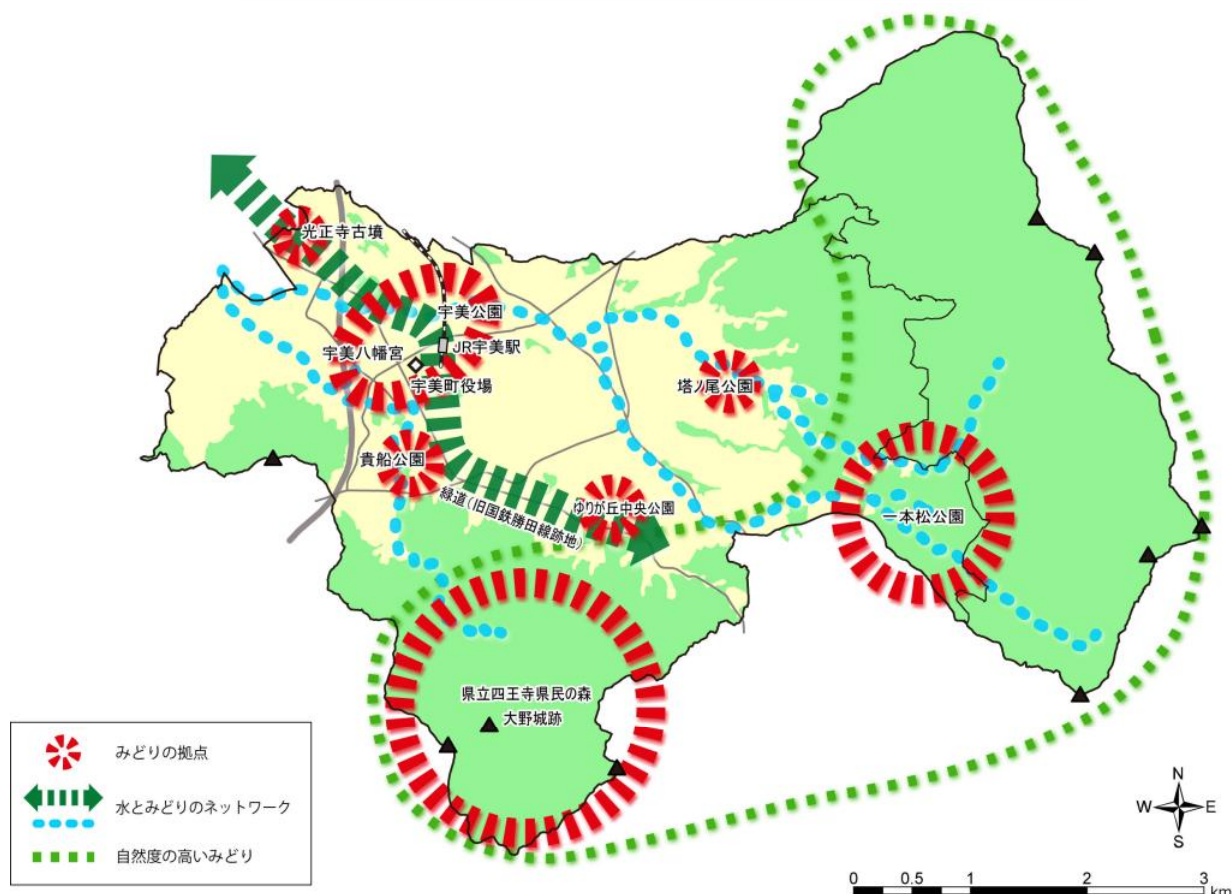 光正寺古墳
宇美公園
JR宇美駅
宇美八幡宮
宇美町役場
塔ノ尾公園
貴船公園
緑道(旧国鉄勝田線跡地)
ゆりが丘中央公園
一本松公園
県立四王寺県民の森
大野城跡
みどりの拠点
水とみどりのネットワーク
自然度の高いみどり
N
W E
S
0 0.5 1 2 3
km